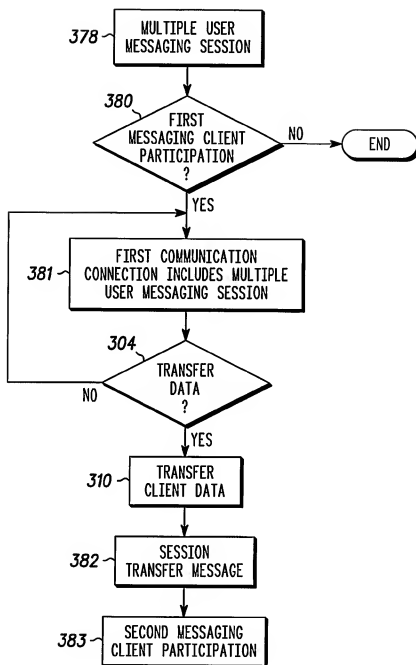 378
MULTIPLE USER
MESSAGING SESSION
380
FIRST
MESSAGING CLIENT
PARTICIPATION
?
NO
END
YES
381
FIRST COMMUNICATION
CONNECTION INCLUDES MULTIPLE
USER MESSAGING SESSION
304
TRANSFER
DATA
?
NO
YES
310
TRANSFER
CLIENT DATA
382
SESSION
TRANSFER MESSAGE
383
SECOND MESSAGING
CLIENT PARTICIPATION